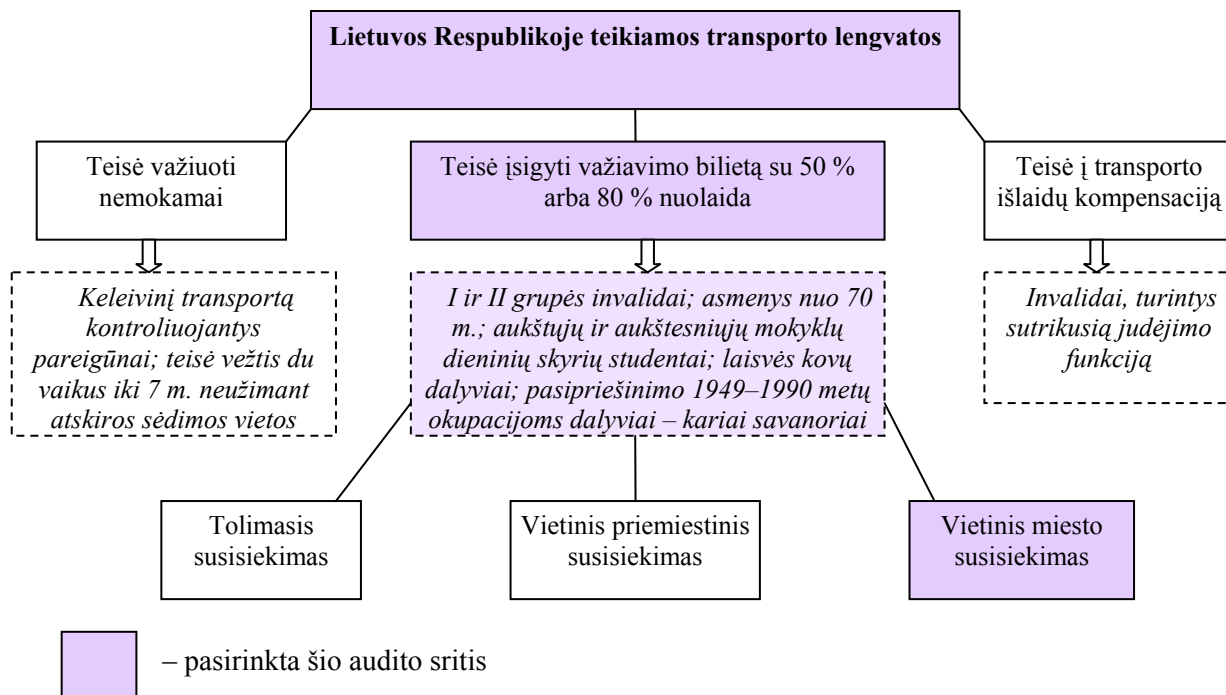 Lietuvos Respublikoje teikiamos transporto lengvatos
Teisė važiuoti
nemokamai
Teisė įsigyti važiavimo bilietą su 50 %
arba 80 % nuolaida
Teisė į transporto
išlaidų kompensaciją
Keleivinį transportą
kontroliuojantys
pareigūnai; teisė vežtis du
vaikus iki 7 m. neužimant
atskiros sėdimos vietos
I ir II grupės invalidai; asmenys nuo 70
m.; aukštųjų ir aukštesniųjų mokyklų
dieninių skyrių studentai; laisvės kovų
dalyviai; pasipriešinimo 1949–1990 metų
okupacijoms dalyviai – kariai savanoriai
Invalidai, turintys
sutrikusią judėjimo
funkciją
Tolimasis
susisiekimas
Vietinis priemiestinis
susisiekimas
Vietinis miesto
susisiekimas
– pasirinkta šio audito sritis